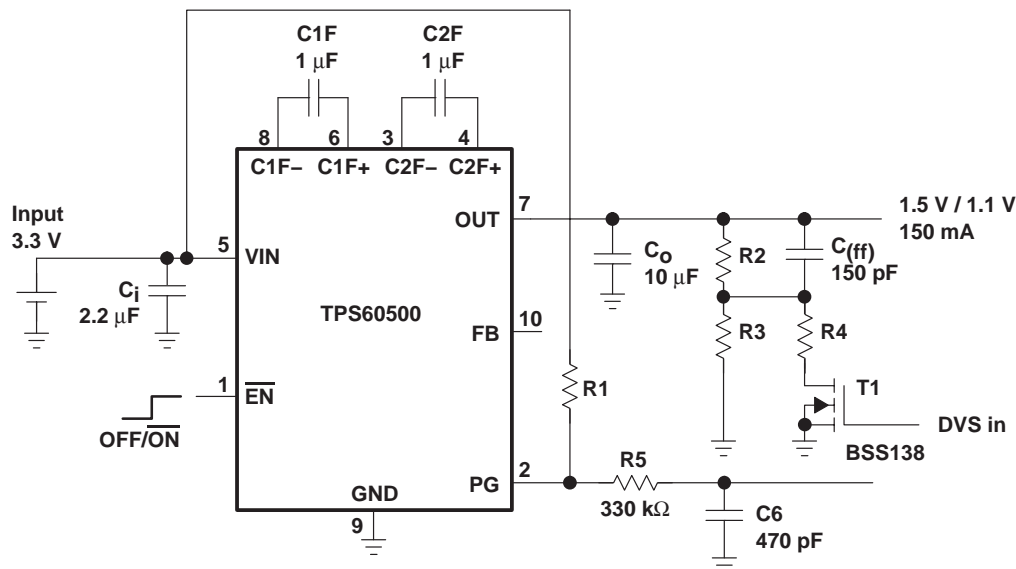 C1F
1 μF
C2F
1 μF
8
6
3
4
C1F–
C1F+
C2F–
C2F+
Input
3.3 V
5
VIN
OUT
7
1.5 V / 1.1 V
150 mA
Ci
2.2 μF
TPS60500
Co
10 μF
R2
C(ff)
150 pF
FB
10
R3
R4
1
EN
OFF/ON
R1
T1
DVS in
BSS138
PG
2
R5
330 kΩ
GND
9
C6
470 pF